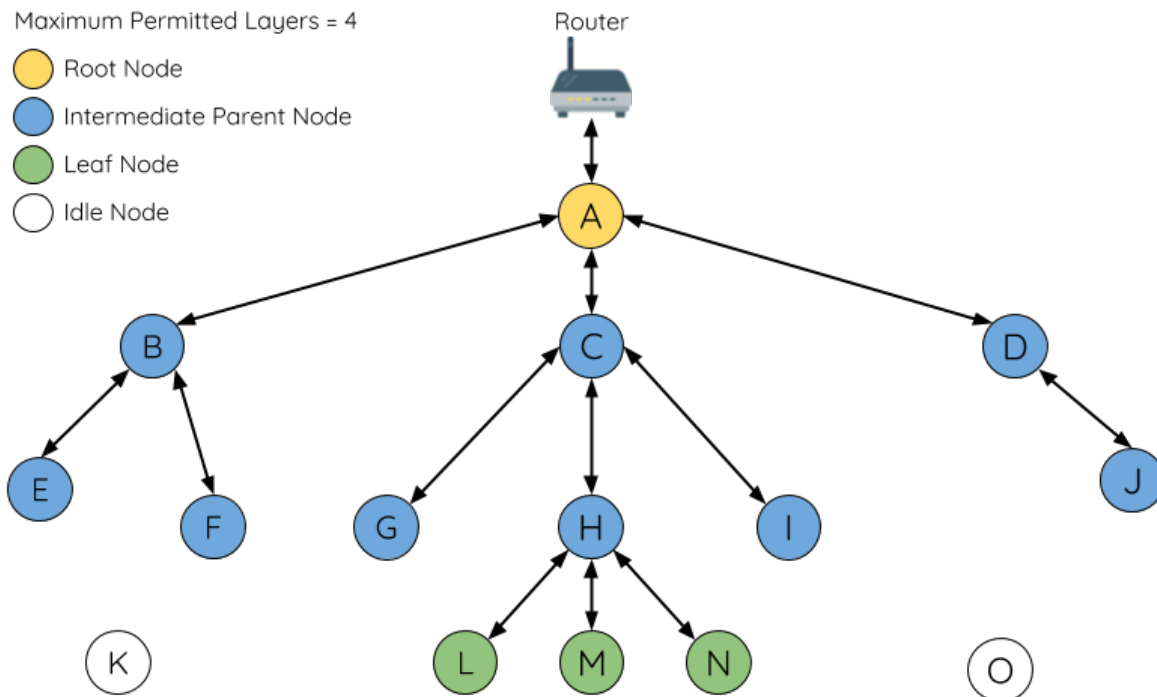 Maximum Permitted Layers = 4
Router
Root Node
Intermediate Parent Node
Leaf Node
Idle Node
A
B
C
D
E
F
G
H
I
J
K
L
M
N
O